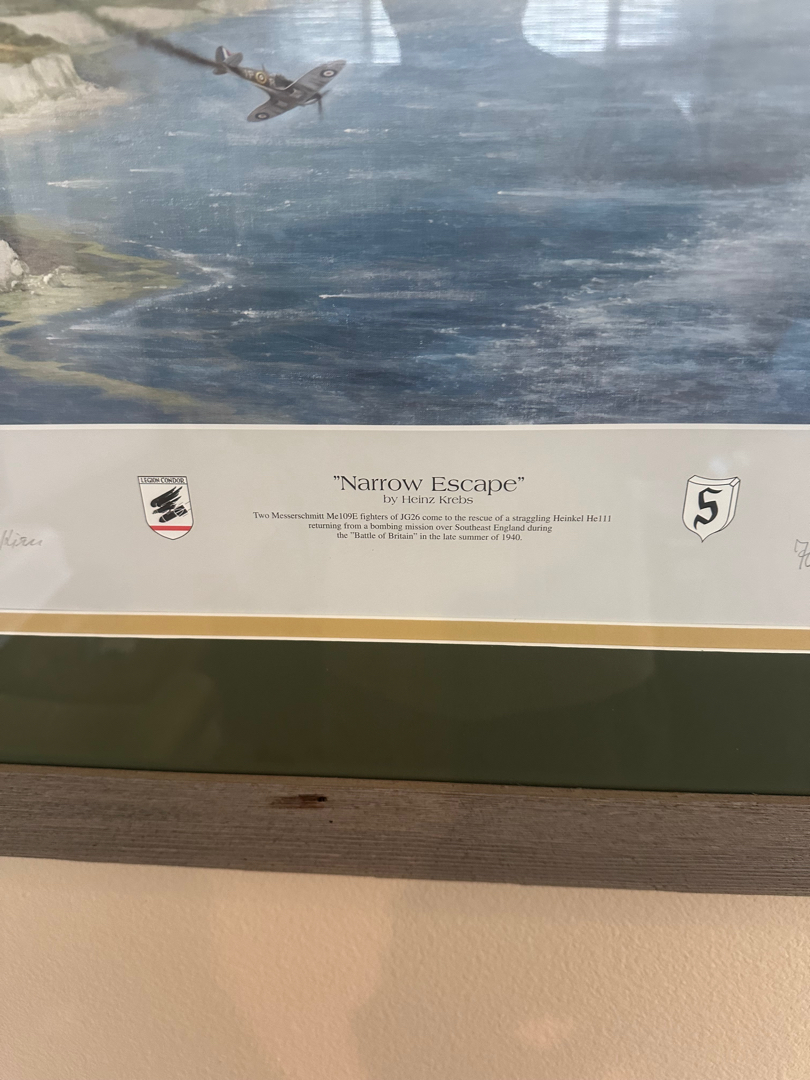 "Narrow Escape"
by Heinz Krebs
LEGION CONDOR
S
Two Messerschmitt Me109E fighters of JG26 come to the rescue of a straggling Heinkel He111
returning from a bombing mission over Southeast England during
the "Battle of Britain" in the late summer of 1940.